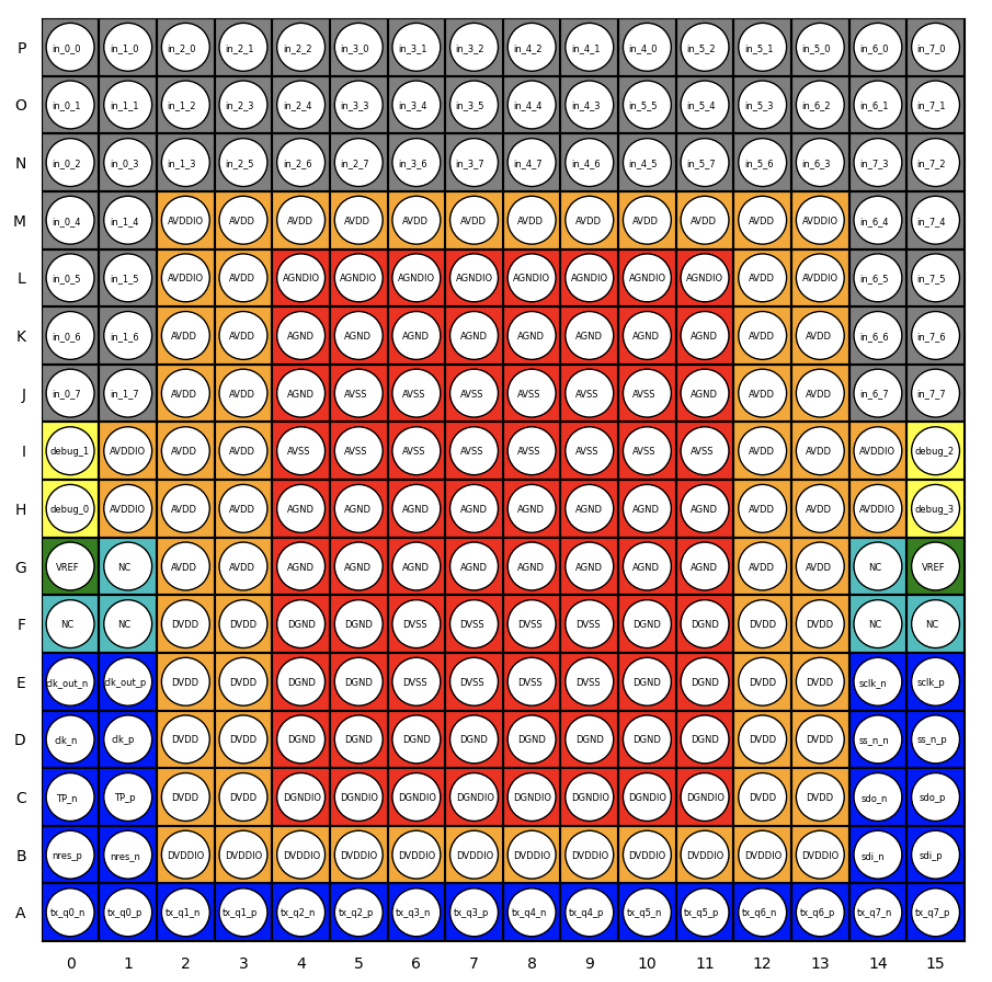 P in_0_0 in_1_0 in_2_0 in_2_1 in_2_2 in_3_0 in_3_1 in_3_2 in_4_2 in_4_1 in_4_0 in_5_2 in_5_1 in_5_0 in_6_0 in_7_0
O in_0_1 in_1_1 in_1_2 in_2_3 in_2_4 in_3_3 in_3_4 in_3_5 in_4_4 in_4_3 in_5_5 in_5_4 in_5_3 in_6_2 in_6_1 in_7_1
N in_0_2 in_0_3 in_1_3 in_2_5 in_2_6 in_2_7 in_3_6 in_3_7 in_4_7 in_4_6 in_4_5 in_5_7 in_5_6 in_6_3 in_7_3 in_7_2
M in_0_4 in_1_4 AVDDIO AVDD AVDD AVDD AVDD AVDD AVDD AVDD AVDD AVDD AVDD AVDDIO in_6_4 in_7_4
L in_0_5 in_1_5 AVDDIO AVDD AGNDIO AGNDIO AGNDIO AGNDIO AGNDIO AGNDIO AGNDIO AGNDIO AVDD AVDDIO in_6_5 in_7_5
K in_0_6 in_1_6 AVDD AVDD AGND AGND AGND AGND AGND AGND AGND AGND AVDD AVDD in_6_6 in_7_6
J in_0_7 in_1_7 AVDD AVDD AGND AVSS AVSS AVSS AVSS AVSS AVSS AGND AVDD AVDD in_6_7 in_7_7
I debug_1 AVDDIO AVDD AVDD AVSS AVSS AVSS AVSS AVSS AVSS AVSS AVSS AVDD AVDD AVDDIO debug_2
H debug_0 AVDDIO AVDD AVDD AGND AGND AGND AGND AGND AGND AGND AGND AVDD AVDD AVDDIO debug_3
G VREF NC AVDD AVDD AGND AGND AGND AGND AGND AGND AGND AGND AVDD AVDD NC VREF
F NC NC DVDD DVDD DGND DGND DVSS DVSS DVSS DVSS DGND DGND DVDD DVDD NC NC
E clk_out_n clk_out_p DVDD DVDD DGND DGND DVSS DVSS DVSS DVSS DGND DGND DVDD DVDD sclk_n sclk_p
D clk_n clk_p DVDD DVDD DGND DGND DGND DGND DGND DGND DGND DGND DVDD DVDD ss_n_n ss_n_p
C TP_n TP_p DVDD DVDD DGNDIO DGNDIO DGNDIO DGNDIO DGNDIO DGNDIO DGNDIO DGNDIO DVDD DVDD sdo_n sdo_p
B nres_p nres_n DVDDIO DVDDIO DVDDIO DVDDIO DVDDIO DVDDIO DVDDIO DVDDIO DVDDIO DVDDIO DVDDIO DVDDIO sdi_n sdi_p
A tx_q0_n tx_q0_p tx_q1_n tx_q1_p tx_q2_n tx_q2_p tx_q3_n tx_q3_p tx_q4_n tx_q4_p tx_q5_n tx_q5_p tx_q6_n tx_q6_p tx_q7_n tx_q7_p
0 1 2 3 4 5 6 7 8 9 10 11 12 13 14 15